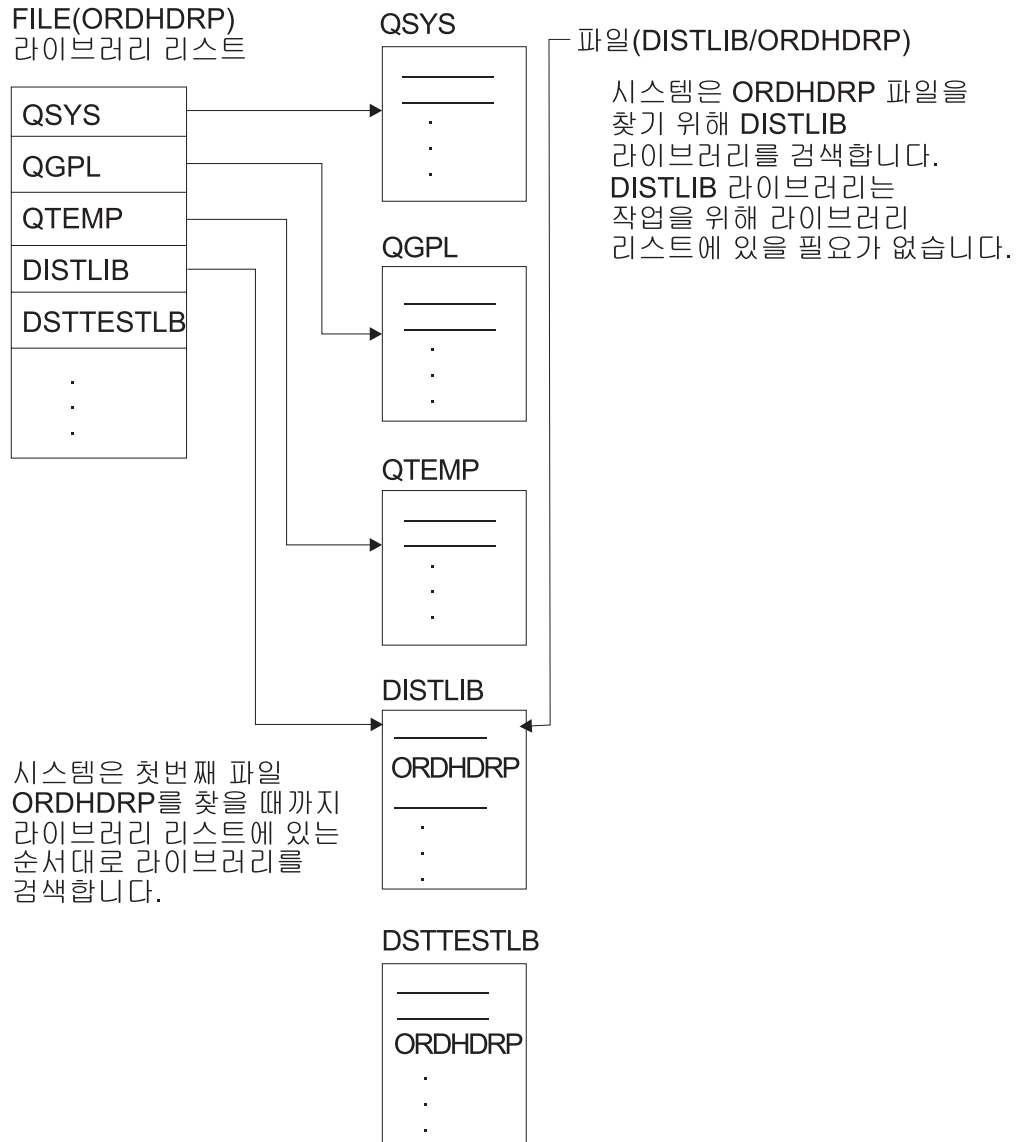 FILE(ORDHDRP)
라이브러리 리스트
QSYS
QGPL
QTEMP
DISTLIB
DSTTESTLB
시스템은 첫번째 파일
ORDHDRP를 찾을 때까지
라이브러리 리스트에 있는
순서대로 라이브러리를
검색합니다.
QSYS
QGPL
QTEMP
DISTLIB
ORDHDRP
DSTTESTLB
ORDHDRP
파일(DISTLIB/ORDHDRP)
시스템은 ORDHDRP 파일을
찾기 위해 DISTLIB
라이브러리를 검색합니다.
DISTLIB 라이브러리는
작업을 위해 라이브러리
리스트에 있을 필요가 없습니다.